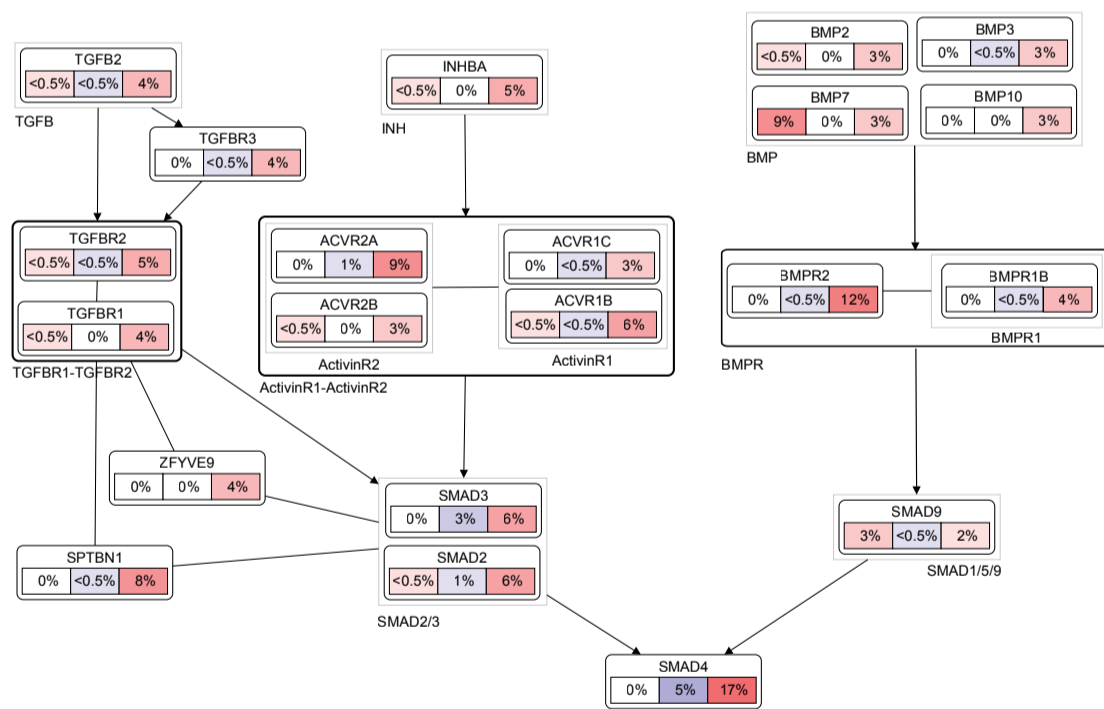 TGFB2
<0.5% <0.5% 4%
TGFB
TGFBR3
0% <0.5% 4%
INHBA
<0.5% 0% 5%
INH
BMP2
<0.5% 0% 3%
BMP3
0% <0.5% 3%
BMP7
9% 0% 3%
BMP10
0% 0% 3%
BMP
TGFBR2
<0.5% <0.5% 5%
TGFBR1
<0.5% 0% 4%
TGFBR1-TGFBR2
ACVR2A
0% 1% 9%
ACVR2B
<0.5% 0% 3%
ActivinR2
ACVR1C
0% <0.5% 3%
ACVR1B
<0.5% <0.5% 6%
ActivinR1
ActivinR1-ActivinR2
BMPR2
0% <0.5% 12%
BMPR1B
0% <0.5% 4%
BMPR1
BMPR
ZFYVE9
0% 0% 4%
SPTBN1
0% <0.5% 8%
SMAD3
0% 3% 6%
SMAD2
<0.5% 1% 6%
SMAD2/3
SMAD9
3% <0.5% 2%
SMAD1/5/9
SMAD4
0% 5% 17%